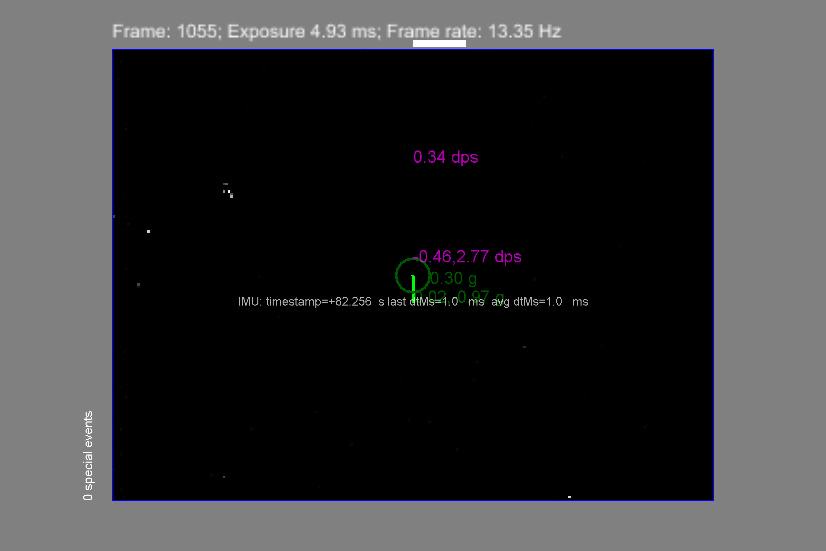 Frame: 1055; Exposure 4.93 ms; Frame rate: 13.35 Hz
0.34 dps
-0.46,2.77 dps
0.30 g
0.97 g
IMU: timestamp=+82.256 s last dtMs=1.0 ms avg dtMs=1.0 ms
0 special events